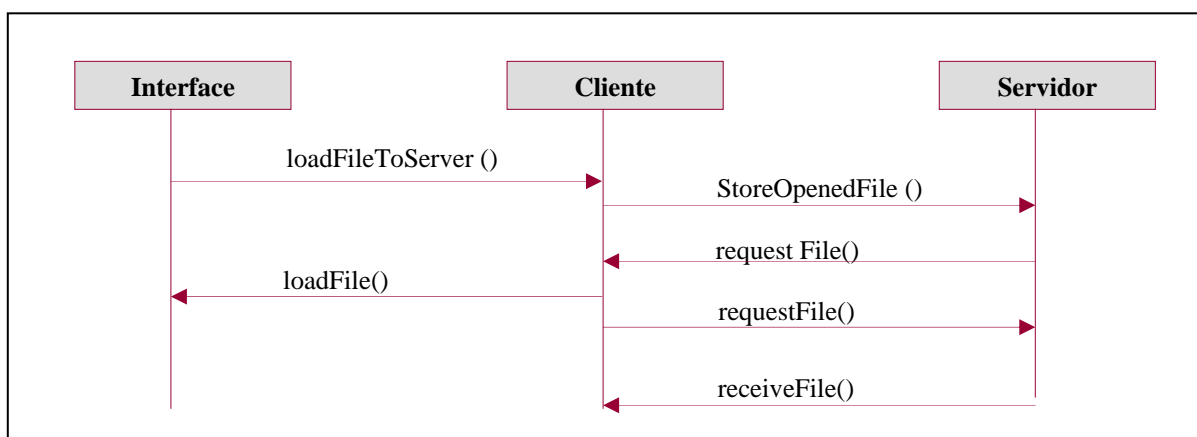 Interface
Cliente
Servidor
loadFileToServer ()
StoreOpenedFile ()
request File()
loadFile()
requestFile()
receiveFile()